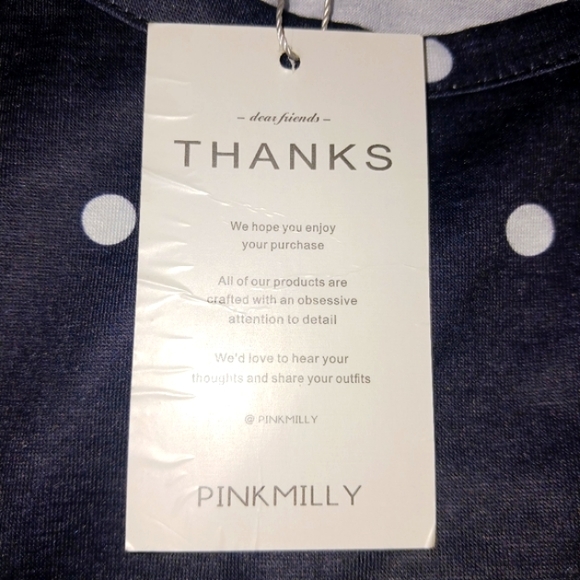 – dear friends –
THANKS
We hope you enjoy
your purchase
All of our products are
crafted with an obsessive
attention to detail
We'd love to hear your
thoughts and share your outfits
@ PINKMILLY
PINKMILLY